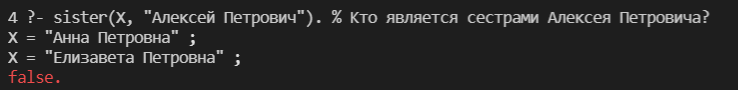 4 ?- sister(X, "Алексей Петрович"). % Кто является сестрами Алексея Петровича?
X = "Анна Петровна" ;
X = "Елизавета Петровна" ;
false.